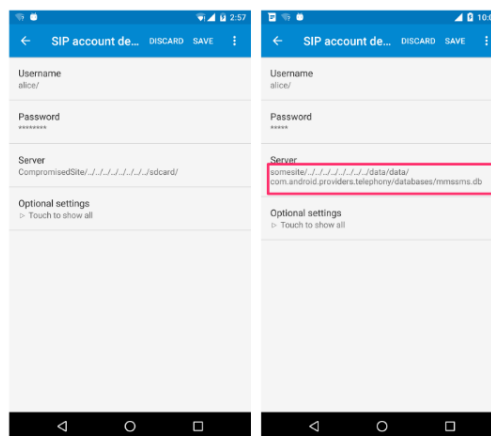 2:57
SIP account de... DISCARD SAVE
Username
alice/
Password
********
Server
CompromisedSite/../../../../../../../sdcard/
Optional settings
▷ Touch to show all
SIP account de... DISCARD SAVE
Username
alice/
Password
*****
Server
somesite/../../../../../../../data/data/
com.android.providers.telephony/databases/mmssms.db
Optional settings
▷ Touch to show all